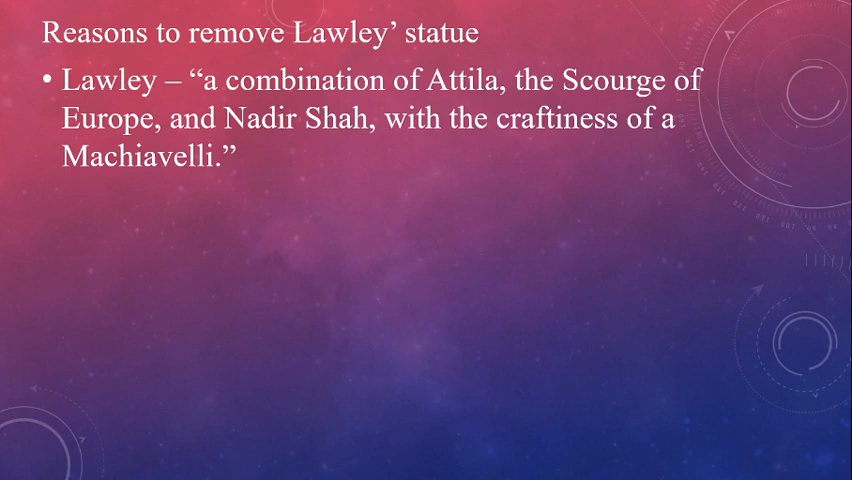 Reasons to remove Lawley’ statue
• Lawley – “a combination of Attila, the Scourge of
Europe, and Nadir Shah, with the craftiness of a
Machiavelli.”